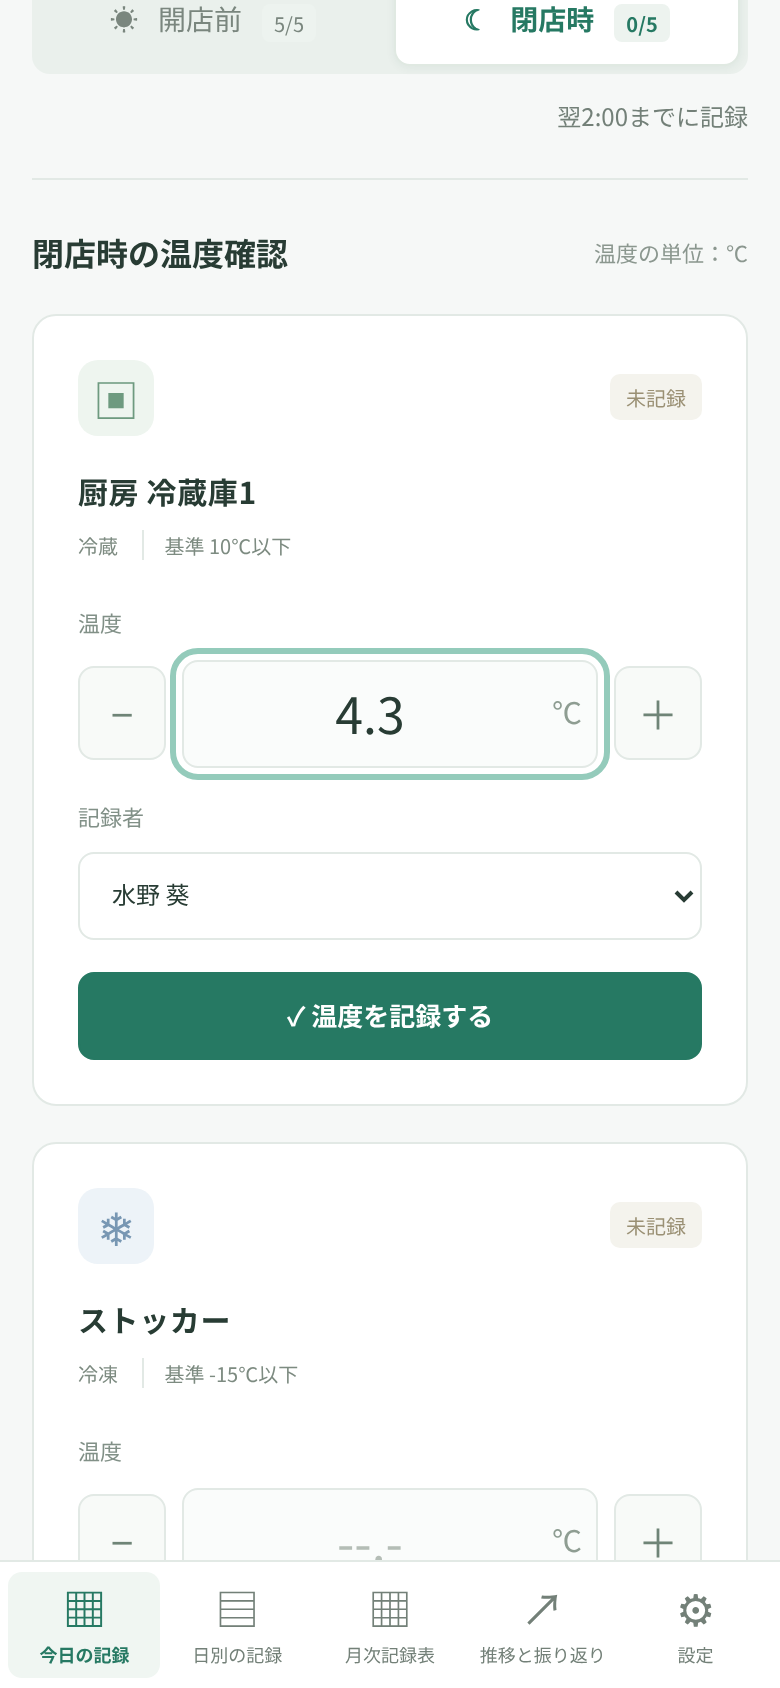 開店前 5/5 閉店時 0/5
翌2:00までに記録
閉店時の温度確認 温度の単位：℃
未記録
厨房 冷蔵庫1
冷蔵 基準 10℃以下
温度
− 4.3 ℃ ＋
記録者
水野 葵
✓ 温度を記録する
未記録
ストッカー
冷凍 基準 -15℃以下
温度
− --.- ℃ ＋
今日の記録 日別の記録 月次記録表 推移と振り返り 設定